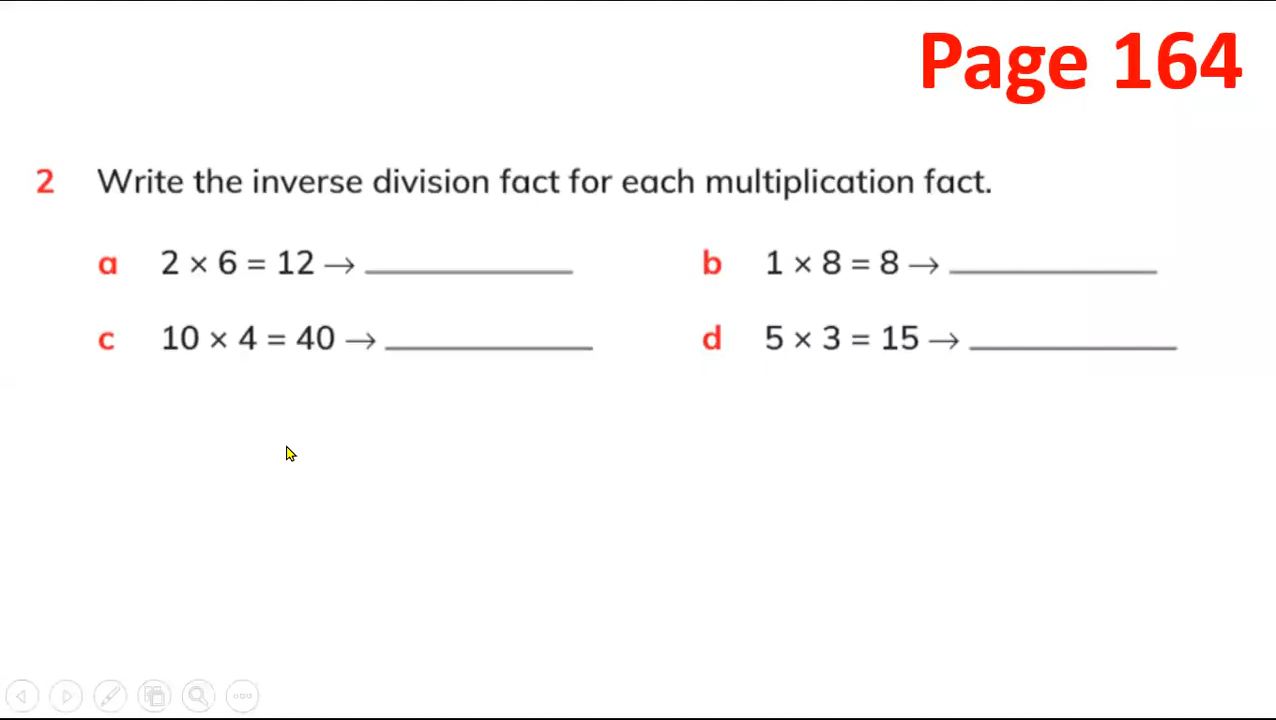 Page 164
2 Write the inverse division fact for each multiplication fact.
a 2 × 6 = 12 → ____________ b 1 × 8 = 8 → ____________
c 10 × 4 = 40 → ____________ d 5 × 3 = 15 → ____________